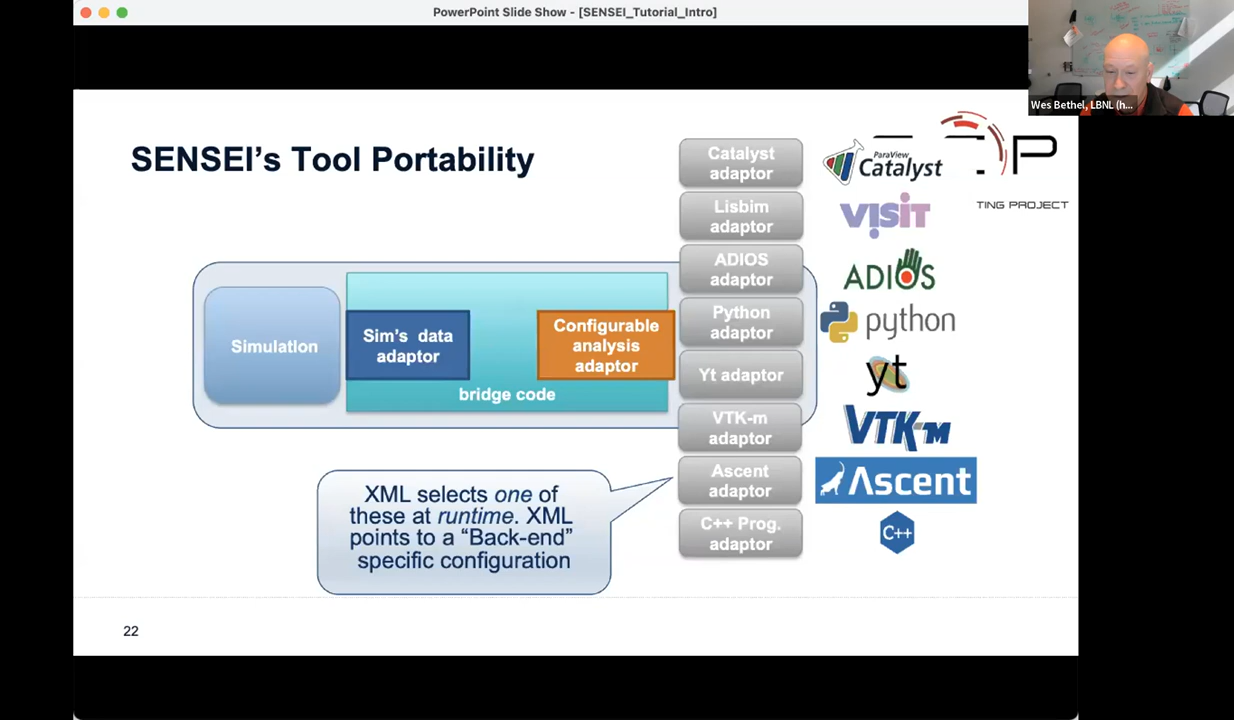 PowerPoint Slide Show - [SENSEI_Tutorial_Intro]
Wes Bethel, LBNL (h...
SENSEI's Tool Portability
Simulation
Sim's data
adaptor
bridge code
Configurable
analysis
adaptor
Catalyst
adaptor
Lisbim
adaptor
ADIOS
adaptor
Python
adaptor
Yt adaptor
VTK-m
adaptor
Ascent
adaptor
C++ Prog.
adaptor
ParaView
Catalyst
VISIT
ADIOS
python
yt
VTK-m
Ascent
C++
P
TING PROJECT
XML selects one of
these at runtime. XML
points to a “Back-end”
specific configuration
22